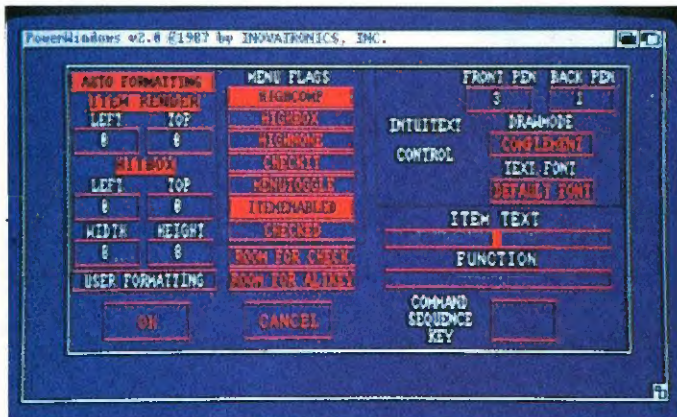 PowerWindows v2.0 ©1987 by INOVATRONICS, INC.
AUTO FORMATTING
ITEM RENDER
LEFT TOP
0 0
HITBOX
LEFT TOP
0 0
WIDTH HEIGHT
0 0
USER FORMATTING
OK
MENU FLAGS
HIGHCOMP
HIGHBOX
HIGHNONE
CHECKIT
MENUTOGGLE
ITEMENABLED
CHECKED
ROOM FOR CHECK
ROOM FOR ALTKEY
CANCEL
FRONT PEN BACK PEN
3 1
INTUITEXT
CONTROL
DRAWMODE
COMPLEMENT
TEXT FONT
DEFAULT FONT
ITEM TEXT
FUNCTION
COMMAND
SEQUENCE
KEY